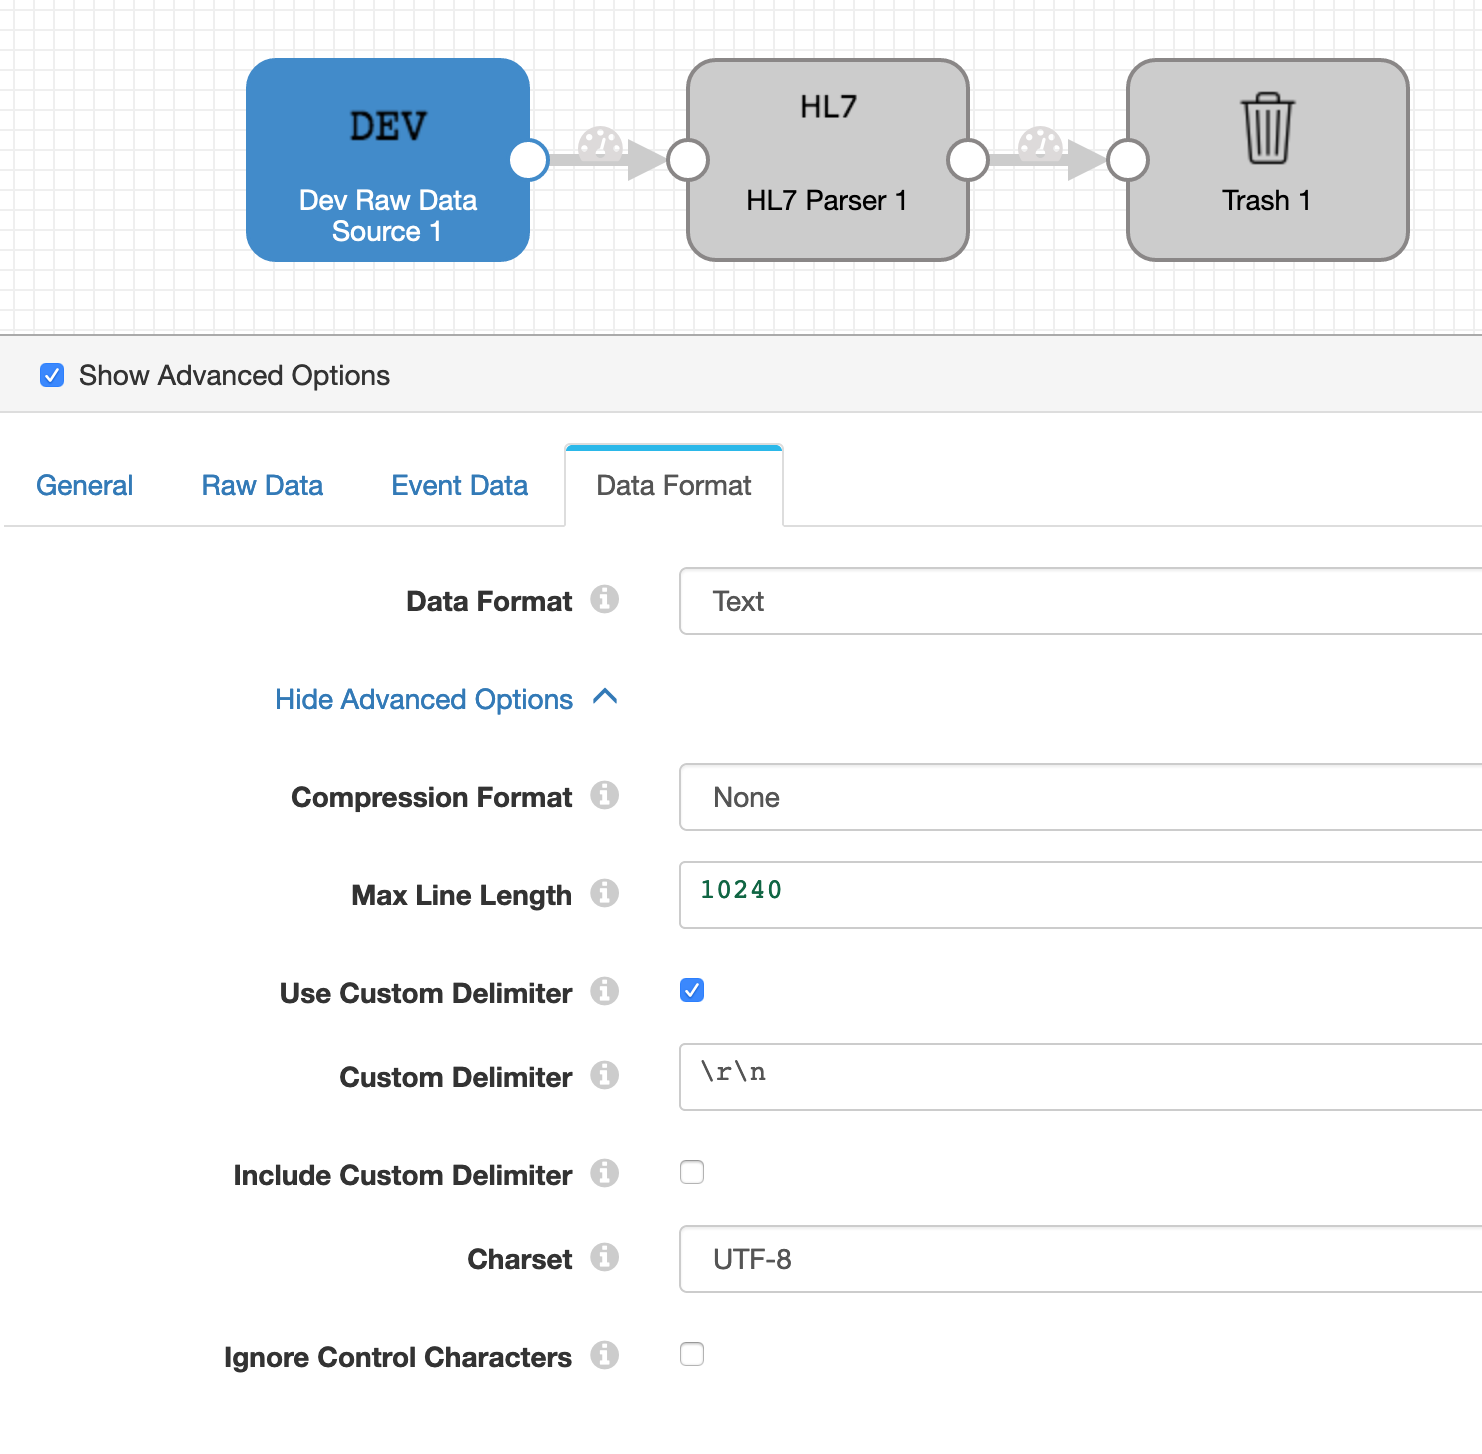 DEV
Dev Raw Data
Source 1
HL7
HL7 Parser 1
Trash 1
Show Advanced Options
General
Raw Data
Event Data
Data Format
Data Format
Text
Hide Advanced Options
Compression Format
None
Max Line Length
10240
Use Custom Delimiter
Custom Delimiter
\r\n
Include Custom Delimiter
Charset
UTF-8
Ignore Control Characters